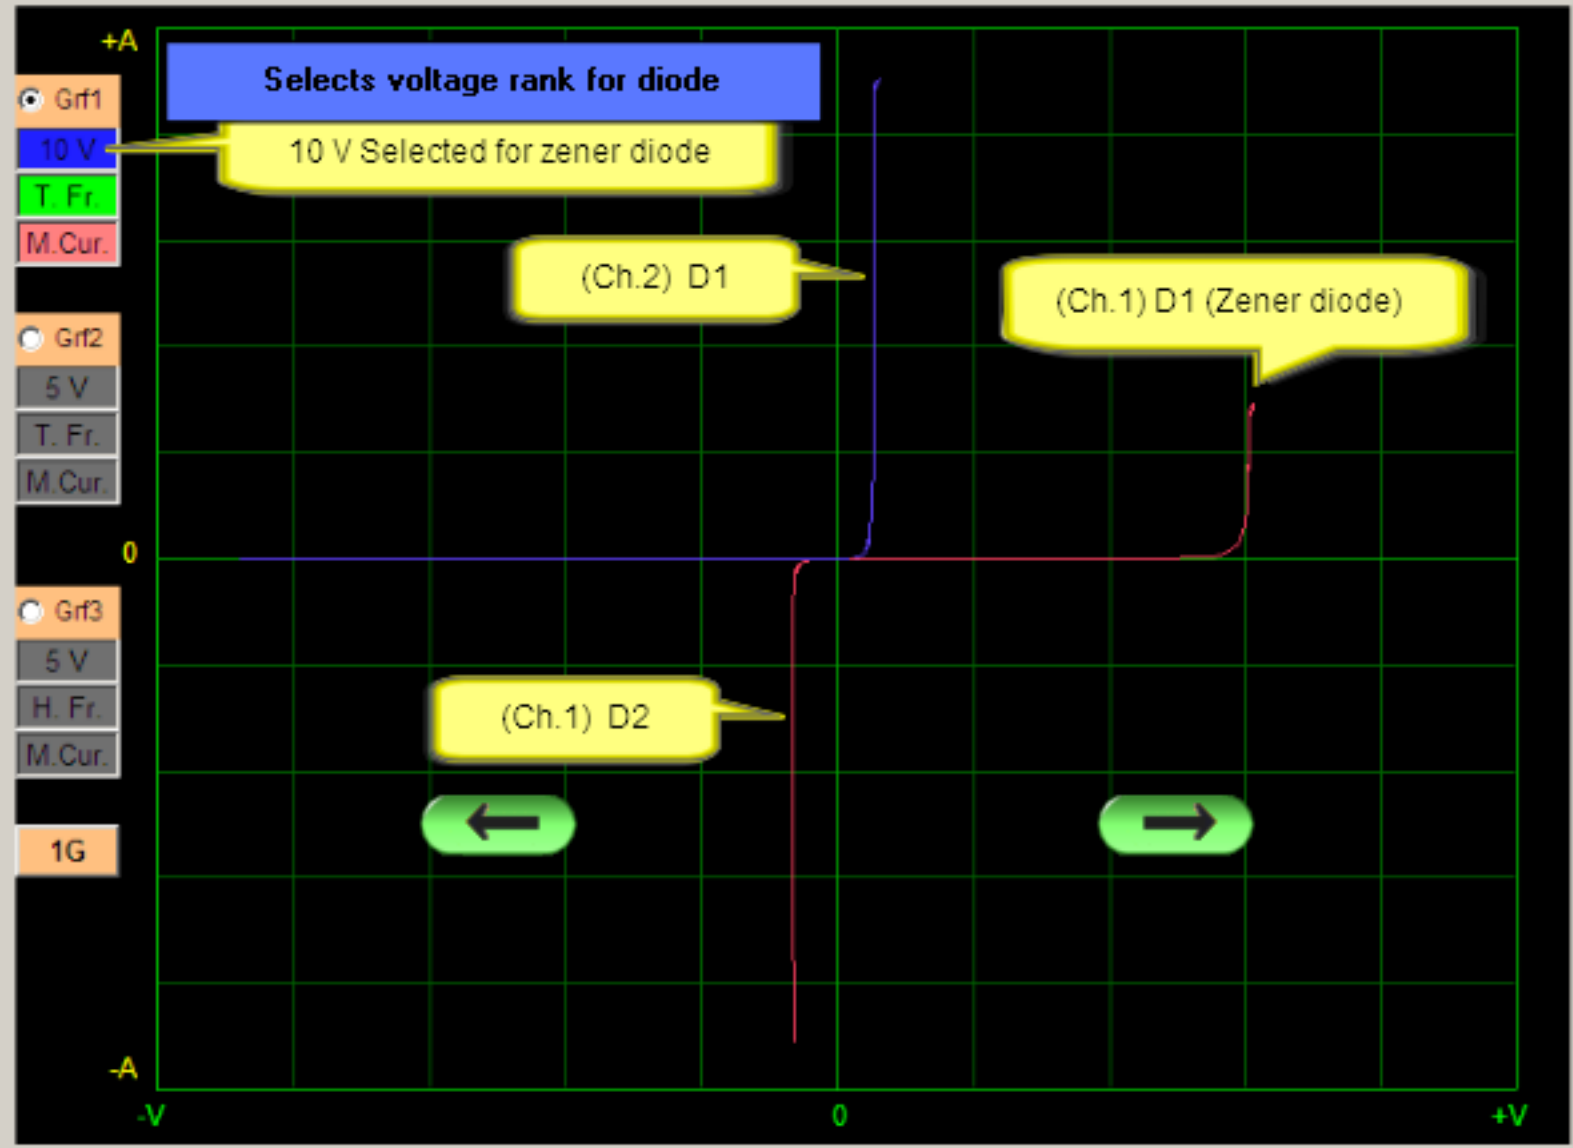 +A
Selects voltage rank for diode
Grf1
10 V
10 V Selected for zener diode
T. Fr.
M.Cur.
(Ch.2) D1
(Ch.1) D1 (Zener diode)
Grf2
5 V
T. Fr.
M.Cur.
0
Grf3
5 V
H. Fr.
M.Cur.
(Ch.1) D2
1G
-A
-V
0
+V